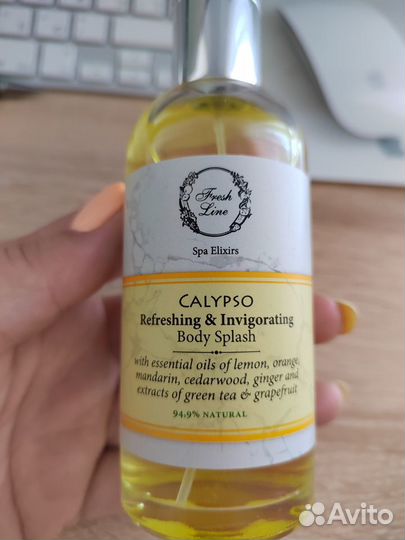 Fresh
Line
Spa Elixirs
CALYPSO
Refreshing & Invigorating
Body Splash
with essential oils of lemon, orange,
mandarin, cedarwood, ginger and
extracts of green tea & grapefruit
94,9% NATURAL
Avito